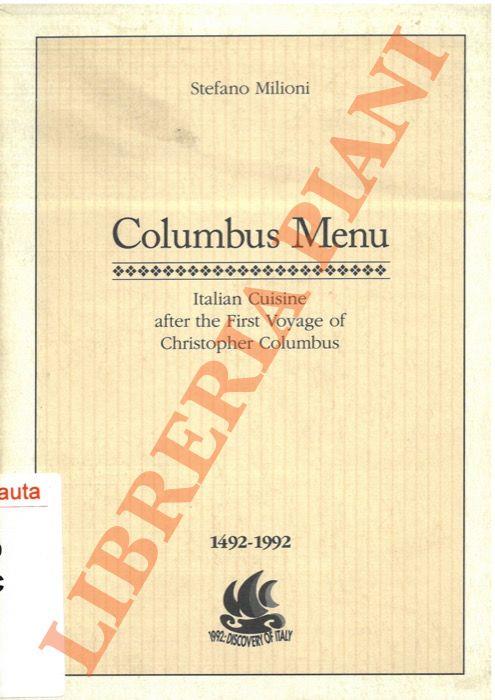 Stefano Milioni
Columbus Menu
Italian Cuisine
after the First Voyage of
Christopher Columbus
1492-1992
1992: DISCOVERY OF ITALY
LIBRERIA PIANI
auta